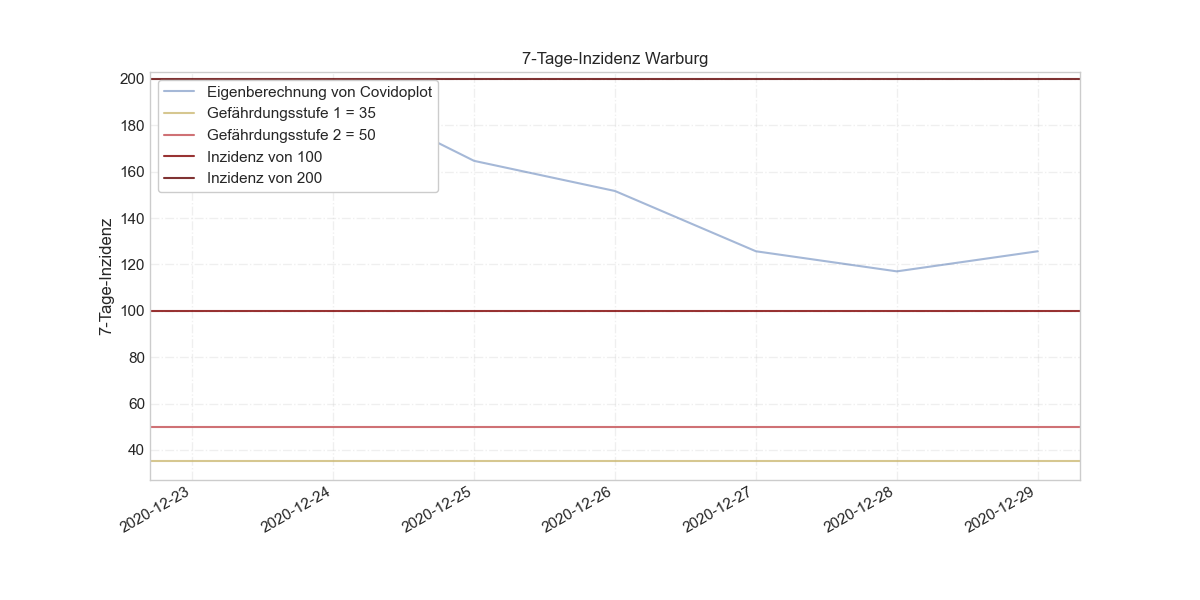 7-Tage-Inzidenz Warburg
7-Tage-Inzidenz
200
180
160
140
120
100
80
60
40
Eigenberechnung von Covidoplot
Gefährdungsstufe 1 = 35
Gefährdungsstufe 2 = 50
Inzidenz von 100
Inzidenz von 200
2020-12-23
2020-12-24
2020-12-25
2020-12-26
2020-12-27
2020-12-28
2020-12-29